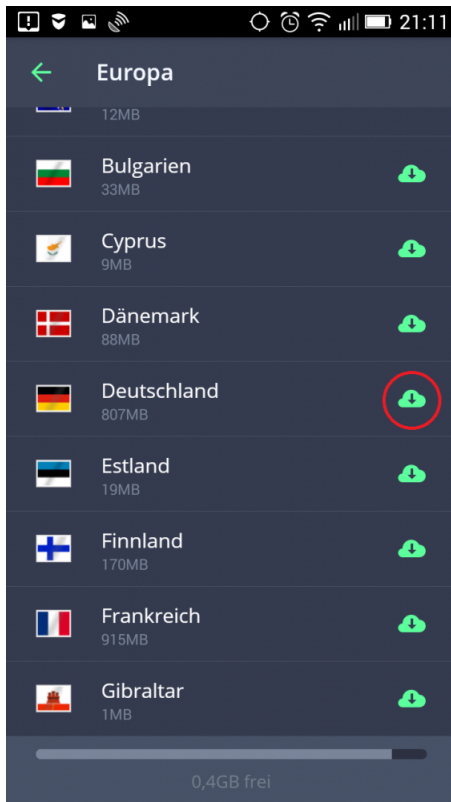 21:11
Europa
12MB
Bulgarien
33MB
Cyprus
9MB
Dänemark
88MB
Deutschland
807MB
Estland
19MB
Finnland
170MB
Frankreich
915MB
Gibraltar
1MB
0,4GB frei